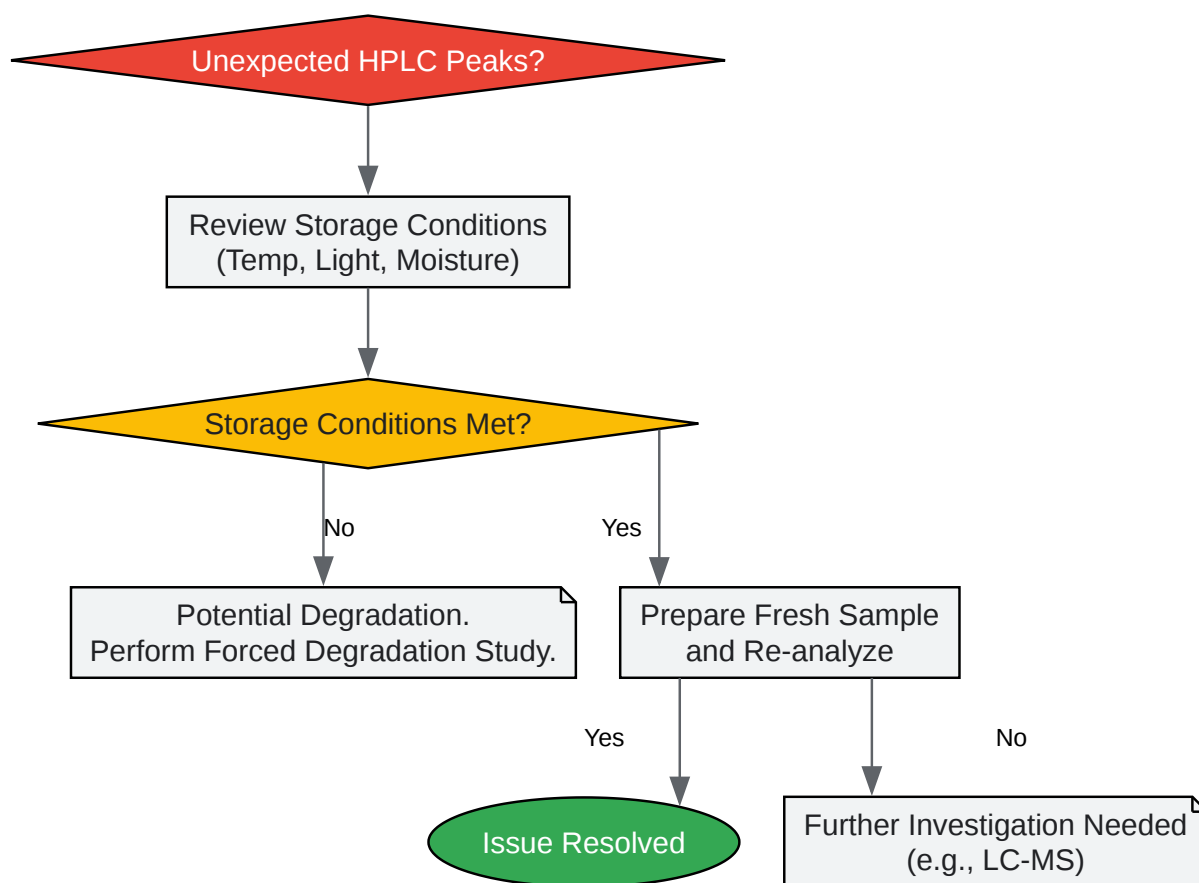 Unexpected HPLC Peaks?
Review Storage Conditions
(Temp, Light, Moisture)
Storage Conditions Met?
No
Yes
Potential Degradation.
Perform Forced Degradation Study.
Prepare Fresh Sample
and Re-analyze
Yes
No
Issue Resolved
Further Investigation Needed
(e.g., LC-MS)